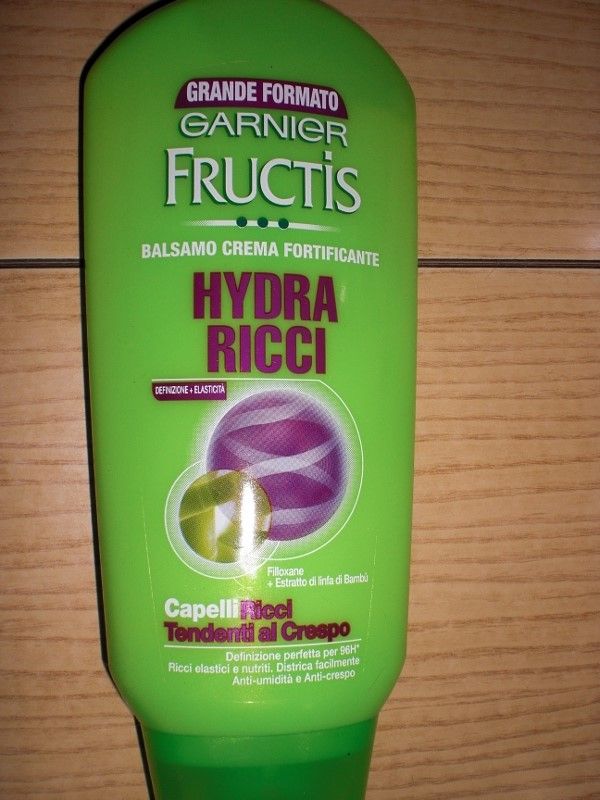 GRANDE FORMATO
GARNIER
FRUCTIS
BALSAMO CREMA FORTIFICANTE
HYDRA
RICCI
DEFINIZIONE + ELASTICITÀ
Filloxane
+ Estratto di linfa di Bambù
Capelli Ricci
Tendenti al Crespo
Definizione perfetta per 96H*
Ricci elastici e nutriti. Districa facilmente
Anti-umidità e Anti-crespo